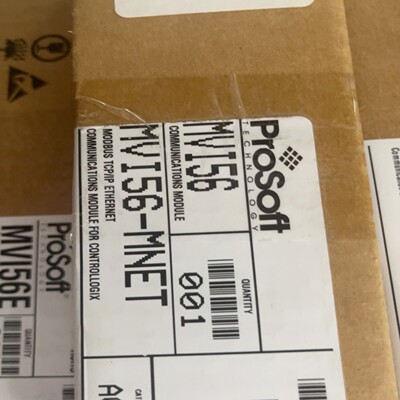 ProSoft
TECHNOLOGY
MVI56
COMMUNICATIONS MODULE
QUANTITY
001
MVI56-MNET
MODBUS TCP/IP ETHERNET
COMMUNICATIONS MODULE FOR CONTROLLOGIX
ProSoft
MVI56E
QUANTITY